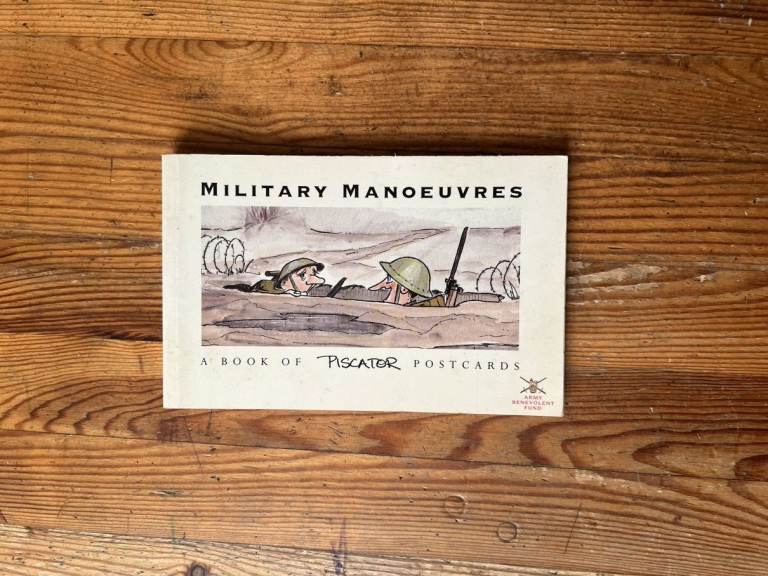 MILITARY MANOEUVRES
A BOOK OF PISCATOR POSTCARDS
ARMY
BENEVOLENT
FUND